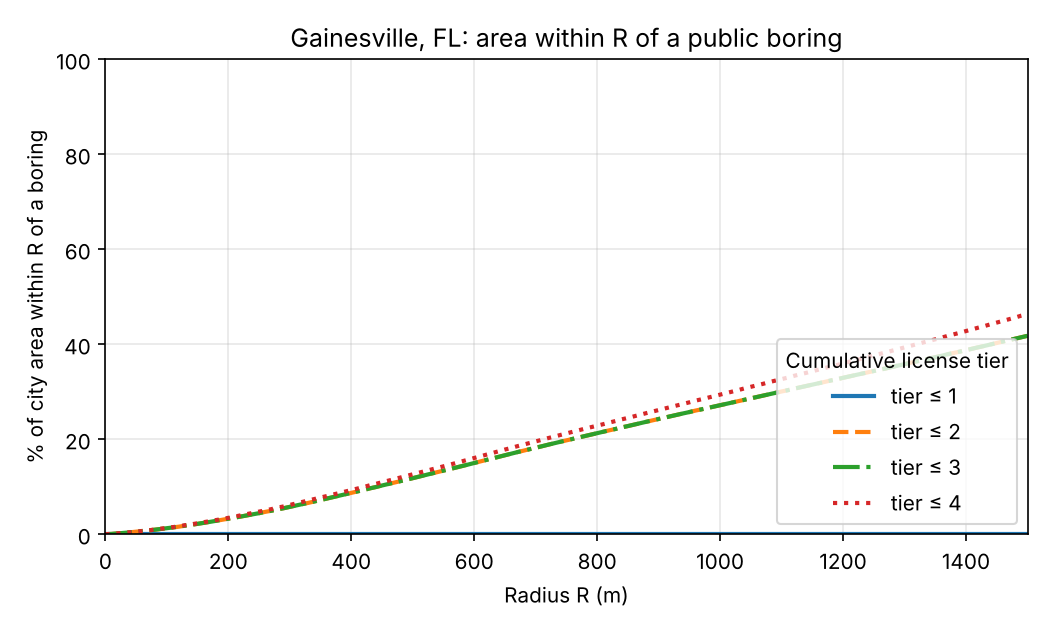 Gainesville, FL: area within R of a public boring
% of city area within R of a boring
100
80
60
40
20
0
0 200 400 600 800 1000 1200 1400
Radius R (m)
Cumulative license tier
tier ≤ 1
tier ≤ 2
tier ≤ 3
tier ≤ 4